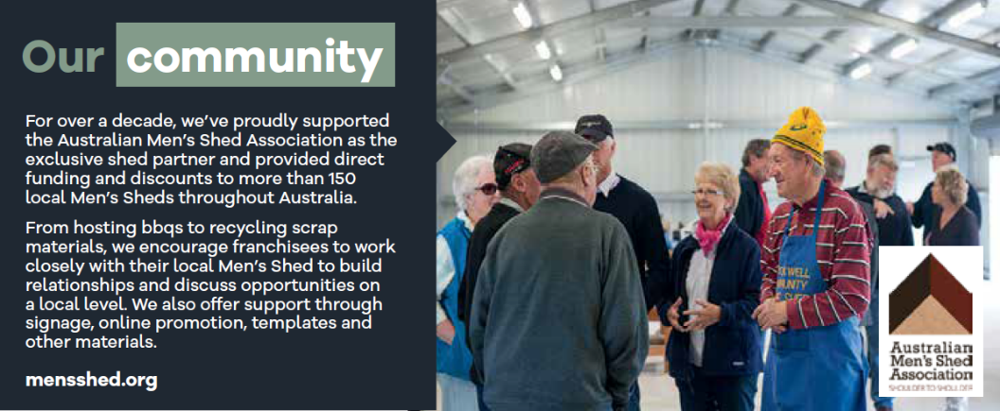 Our community
For over a decade, we've proudly supported
the Australian Men's Shed Association as the
exclusive shed partner and provided direct
funding and discounts to more than 150
local Men's Sheds throughout Australia.
From hosting bbqs to recycling scrap
materials, we encourage franchisees to work
closely with their local Men's Shed to build
relationships and discuss opportunities on
a local level. We also offer support through
signage, online promotion, templates and
other materials.
mensshed.org
WELL
SHED
Australian
Men's Shed
Association
SHOULDER TO SHOULDER